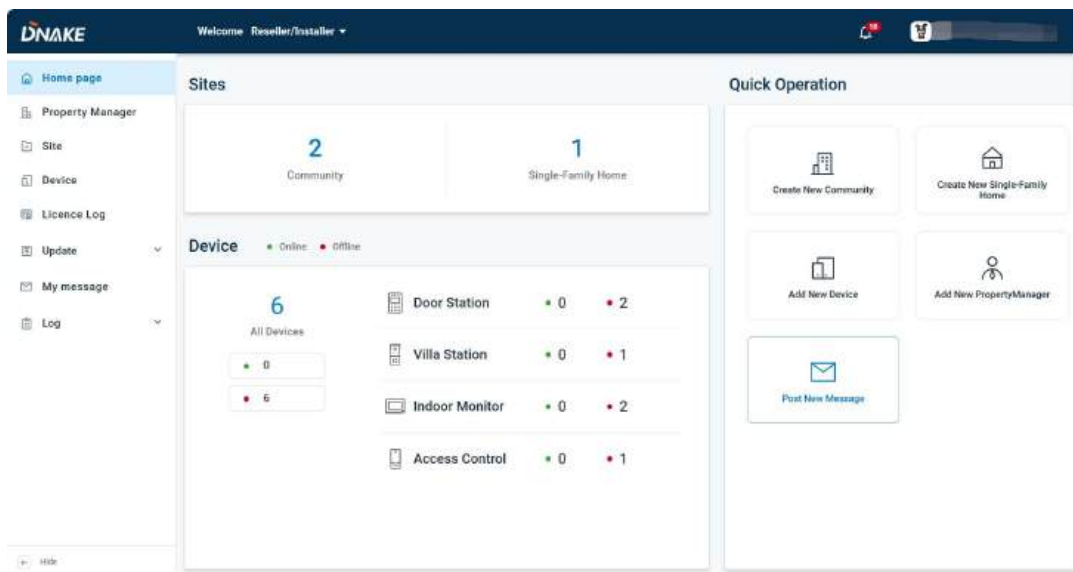 DNAKE
Welcome Reseller/Installer
Home page
Property Manager
Site
Device
Licence Log
Update
My message
Log
Hide
Sites
2
Community
1
Single-Family Home
Device
Online
Offline
6
All Devices
0
6
Door Station 0 2
Villa Station 0 1
Indoor Monitor 0 2
Access Control 0 1
Quick Operation
Create New Community
Create New Single-Family
Home
Add New Device
Add New PropertyManager
Post New Message